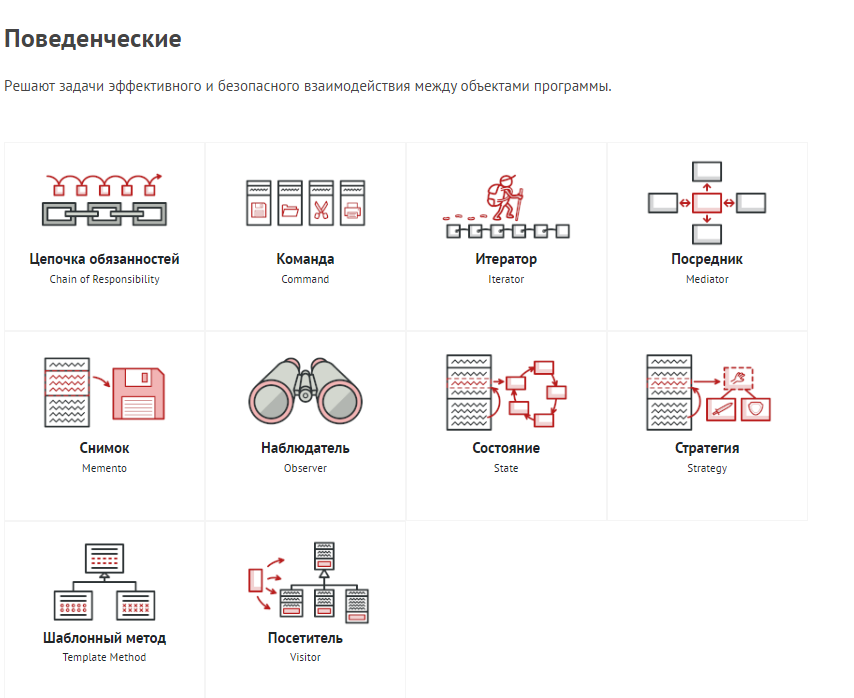 Поведенческие
Решают задачи эффективного и безопасного взаимодействия между объектами программы.
Цепочка обязанностей
Chain of Responsibility
Команда
Command
Итератор
Iterator
Посредник
Mediator
Снимок
Memento
Наблюдатель
Observer
Состояние
State
Стратегия
Strategy
Шаблонный метод
Template Method
Посетитель
Visitor